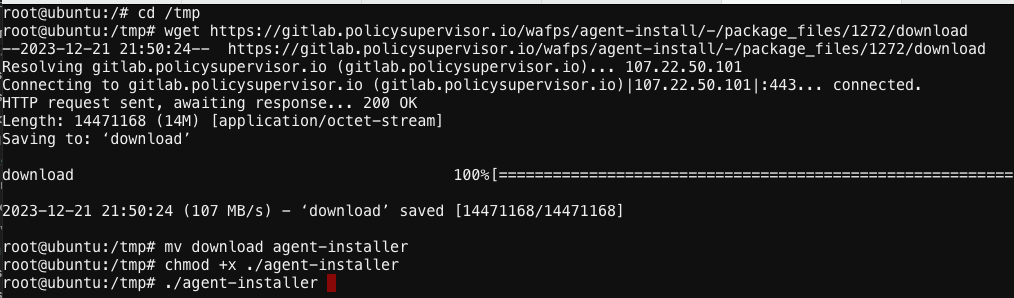 root@ubuntu:/# cd /tmp
root@ubuntu:/tmp# wget https://gitlab.policysupervisor.io/wafps/agent-install/-/package_files/1272/download
--2023-12-21 21:50:24--  https://gitlab.policysupervisor.io/wafps/agent-install/-/package_files/1272/download
Resolving gitlab.policysupervisor.io (gitlab.policysupervisor.io)... 107.22.50.101
Connecting to gitlab.policysupervisor.io (gitlab.policysupervisor.io)|107.22.50.101|:443... connected.
HTTP request sent, awaiting response... 200 OK
Length: 14471168 (14M) [application/octet-stream]
Saving to: ‘download’
download                                          100%[=========================================================
2023-12-21 21:50:24 (107 MB/s) - ‘download’ saved [14471168/14471168]
root@ubuntu:/tmp# mv download agent-installer
root@ubuntu:/tmp# chmod +x ./agent-installer
root@ubuntu:/tmp# ./agent-installer